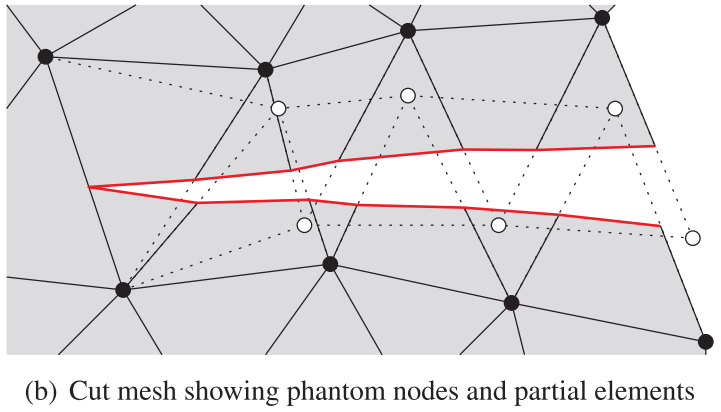 (b) Cut mesh showing phantom nodes and partial elements